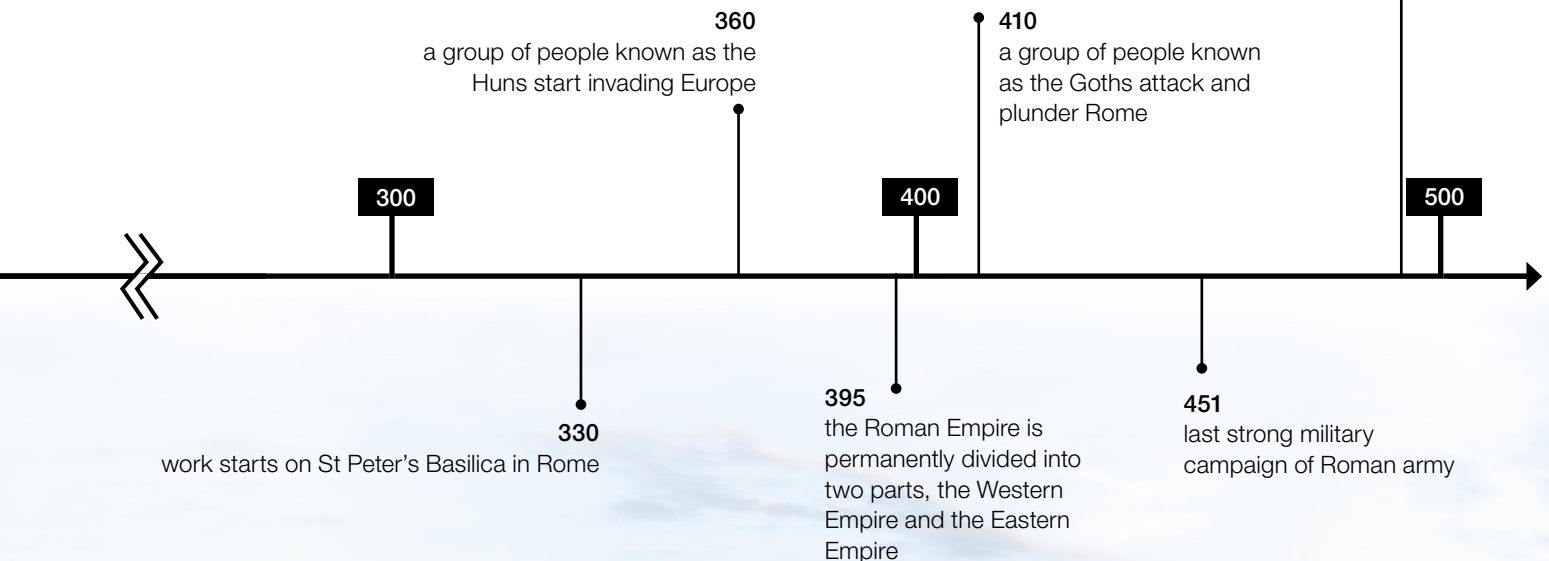 360
a group of people known as the
Huns start invading Europe
410
a group of people known
as the Goths attack and
plunder Rome
300
400
500
330
work starts on St Peter’s Basilica in Rome
395
the Roman Empire is
permanently divided into
two parts, the Western
Empire and the Eastern
Empire
451
last strong military
campaign of Roman army